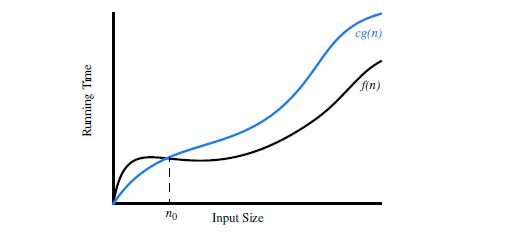 cg(n)
f(n)
Running Time
n0
Input Size